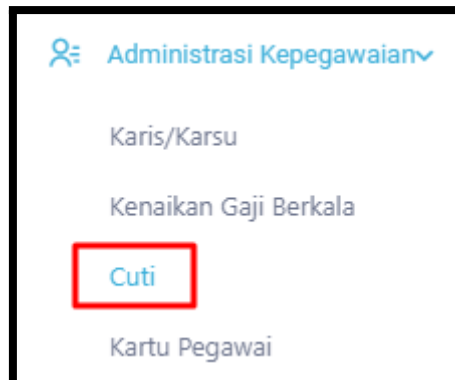 Administrasi Kepegawaian
Karis/Karsu
Kenaikan Gaji Berkala
Cuti
Kartu Pegawai